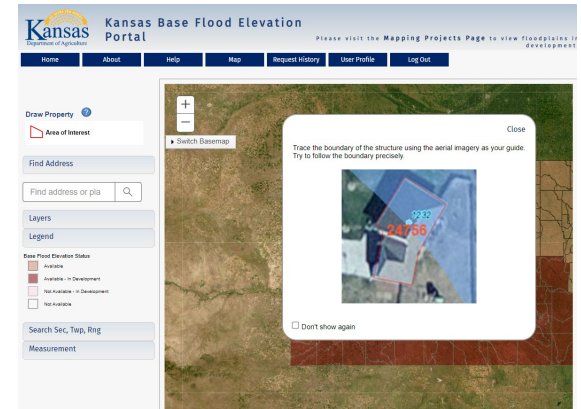 Kansas
Department of Agriculture
Kansas Base Flood Elevation
Portal
Please visit the Mapping Projects Page to view floodplains in
development
Home About Help Map Request History User Profile Log Out
Draw Property ?
Area of Interest
Find Address
Find address or pla
Layers
Legend
Base Flood Elevation Status
Available
Available - In Development
Not Available - In Development
Not Available
Search Sec, Twp, Rng
Measurement
+
−
Switch Basemap
Close
Trace the boundary of the structure using the aerial imagery as your guide.
Try to follow the boundary precisely.
1232
24756
Don't show again